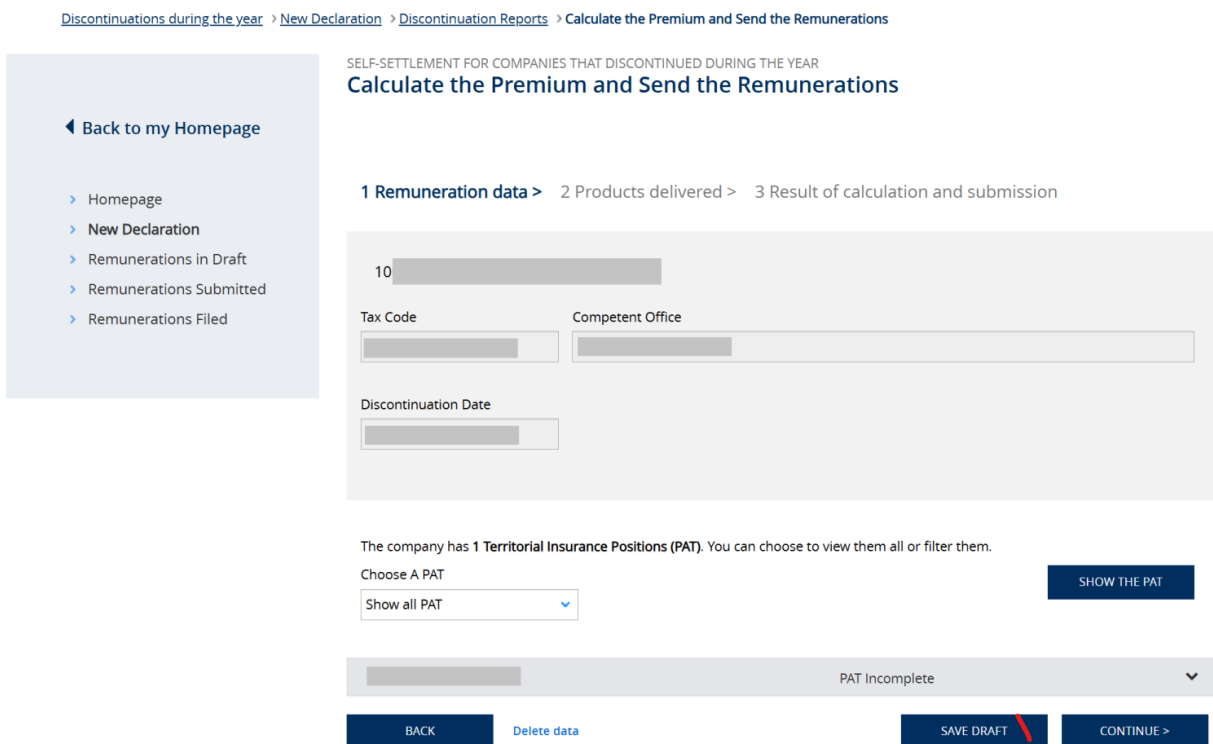 Discontinuations during the year > New Declaration > Discontinuation Reports > Calculate the Premium and Send the Remunerations
SELF-SETTLEMENT FOR COMPANIES THAT DISCONTINUED DURING THE YEAR
Calculate the Premium and Send the Remunerations
Back to my Homepage
> Homepage
> New Declaration
> Remunerations in Draft
> Remunerations Submitted
> Remunerations Filed
1 Remuneration data > 2 Products delivered > 3 Result of calculation and submission
10
Tax Code Competent Office
Discontinuation Date
The company has 1 Territorial Insurance Positions (PAT). You can choose to view them all or filter them.
Choose A PAT
SHOW THE PAT
Show all PAT
PAT Incomplete
BACK Delete data SAVE DRAFT CONTINUE >